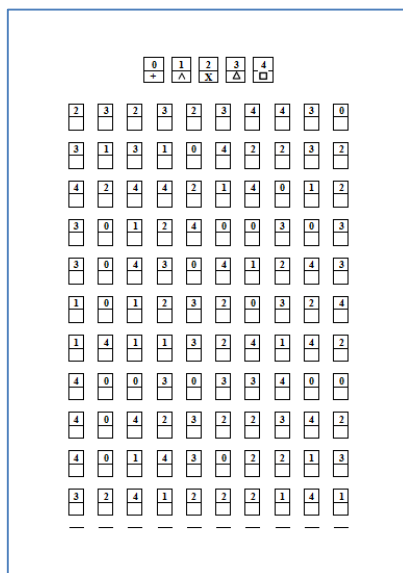 0 1 2 3 4
+ ^ X △ □
2 3 2 3 2 3 4 4 3 0
3 1 3 1 0 4 2 2 3 2
4 2 4 4 2 1 4 0 1 2
3 0 1 2 4 0 0 3 0 3
3 0 4 3 0 4 1 2 4 3
1 0 1 2 3 2 0 3 2 4
1 4 1 1 3 2 4 1 4 2
4 0 0 3 0 3 3 4 0 0
4 0 4 2 3 2 2 3 4 2
4 0 1 4 3 0 2 2 1 3
3 2 4 1 2 2 2 1 4 1